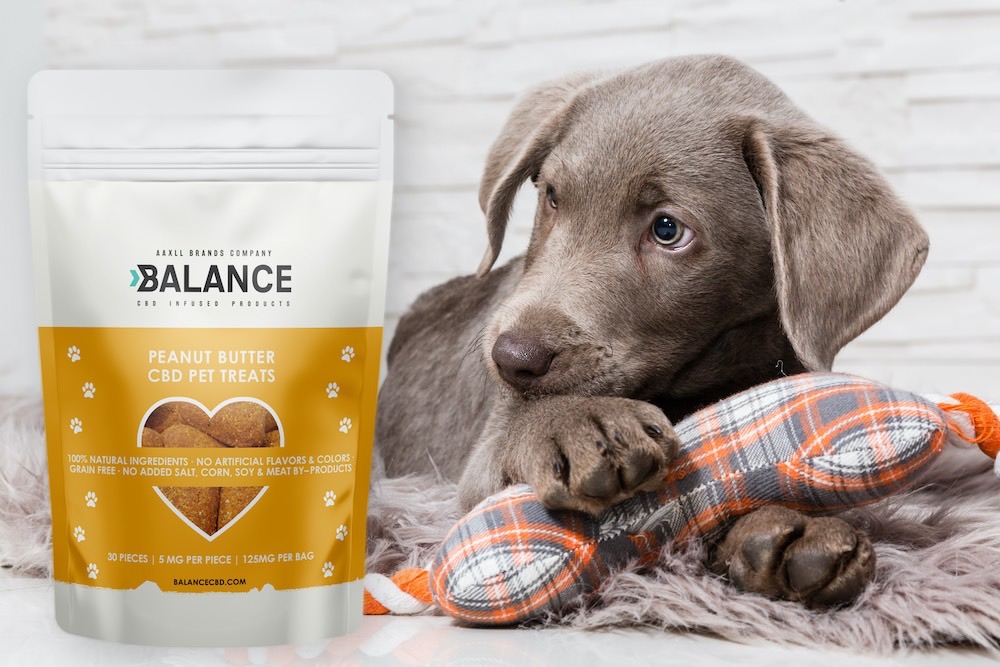 AAXLL BRANDS COMPANY
BALANCE
CBD INFUSED PRODUCTS
PEANUT BUTTER
CBD PET TREATS
100% NATURAL INGREDIENTS · NO ARTIFICIAL FLAVORS & COLORS ·
GRAIN FREE · NO ADDED SALT, CORN, SOY & MEAT BY–PRODUCTS
30 PIECES | 5 MG PER PIECE | 125MG PER BAG
BALANCECBD.COM